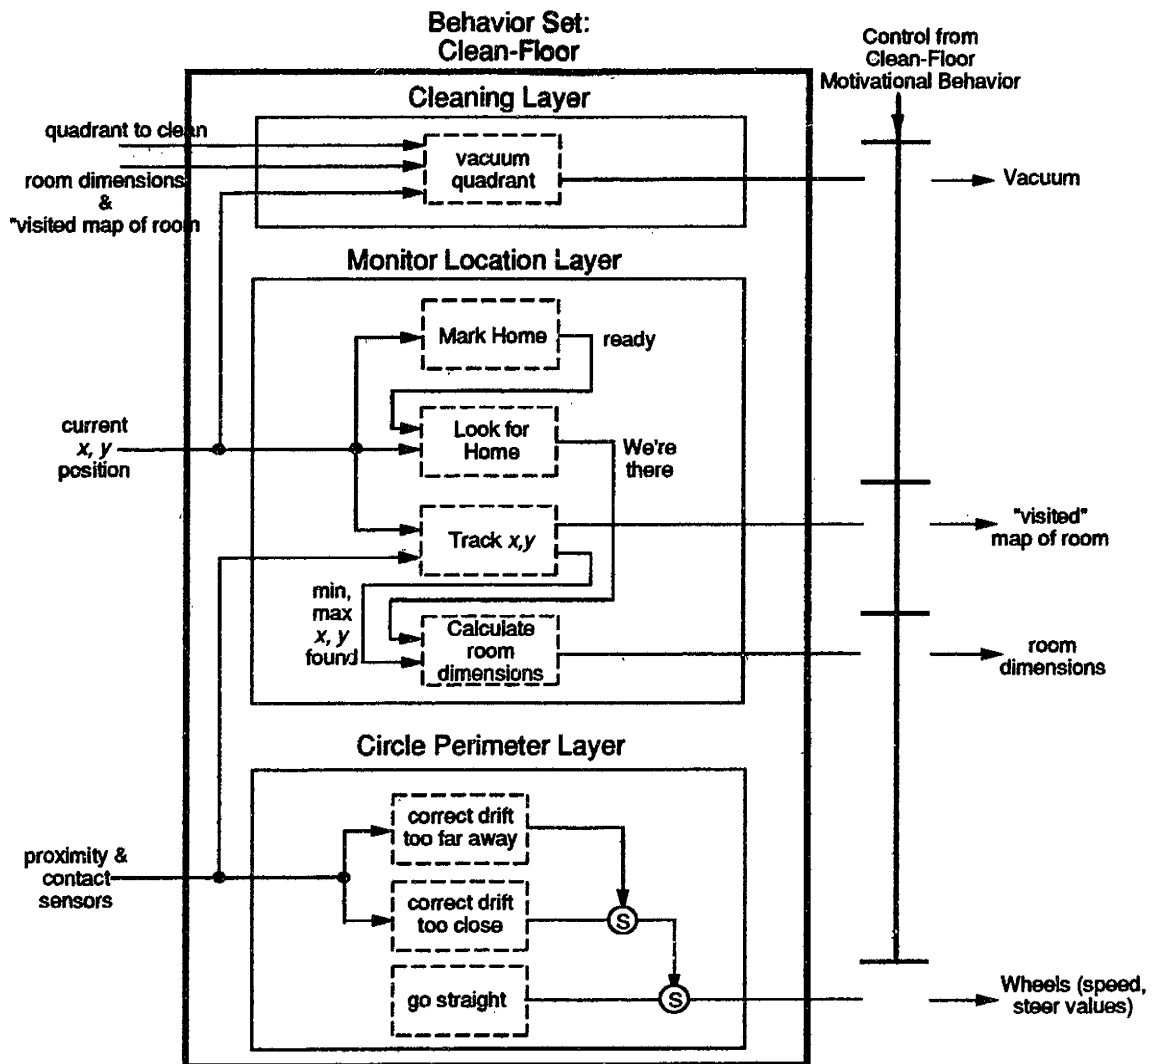 Behavior Set:
Clean-Floor
Control from
Clean-Floor
Motivational Behavior
Cleaning Layer
quadrant to clean
room dimensions
&
"visited map of room
vacuum
quadrant
Vacuum
Monitor Location Layer
Mark Home
ready
current
x, y
position
Look for
Home
We're
there
Track x,y
"visited"
map of room
min,
max
x, y
found
Calculate
room
dimensions
room
dimensions
Circle Perimeter Layer
correct drift
too far away
proximity &
contact
sensors
correct drift
too close
S
go straight
S
Wheels (speed,
steer values)